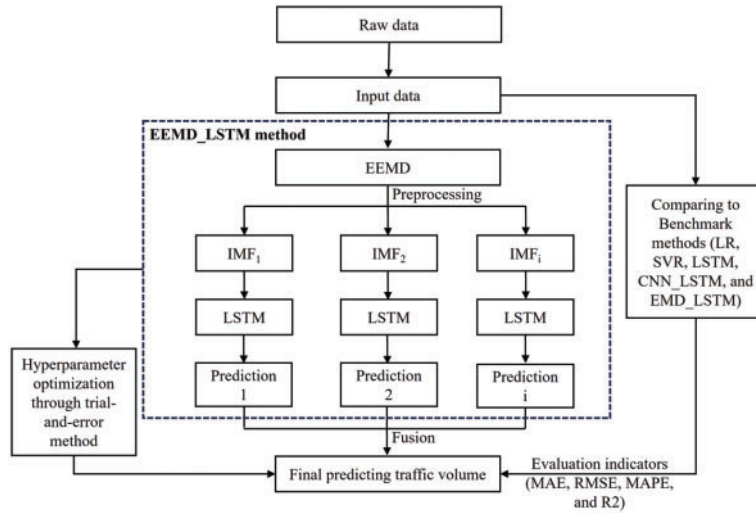 Raw data
Input data
EEMD_LSTM method
EEMD
Preprocessing
IMF₁
IMF₂
IMFᵢ
LSTM
LSTM
LSTM
Prediction
1
Prediction
2
Prediction
i
Fusion
Final predicting traffic volume
Hyperparameter
optimization
through trial-
and-error
method
Comparing to
Benchmark
methods (LR,
SVR, LSTM,
CNN_LSTM, and
EMD_LSTM)
Evaluation indicators
(MAE, RMSE, MAPE,
and R2)